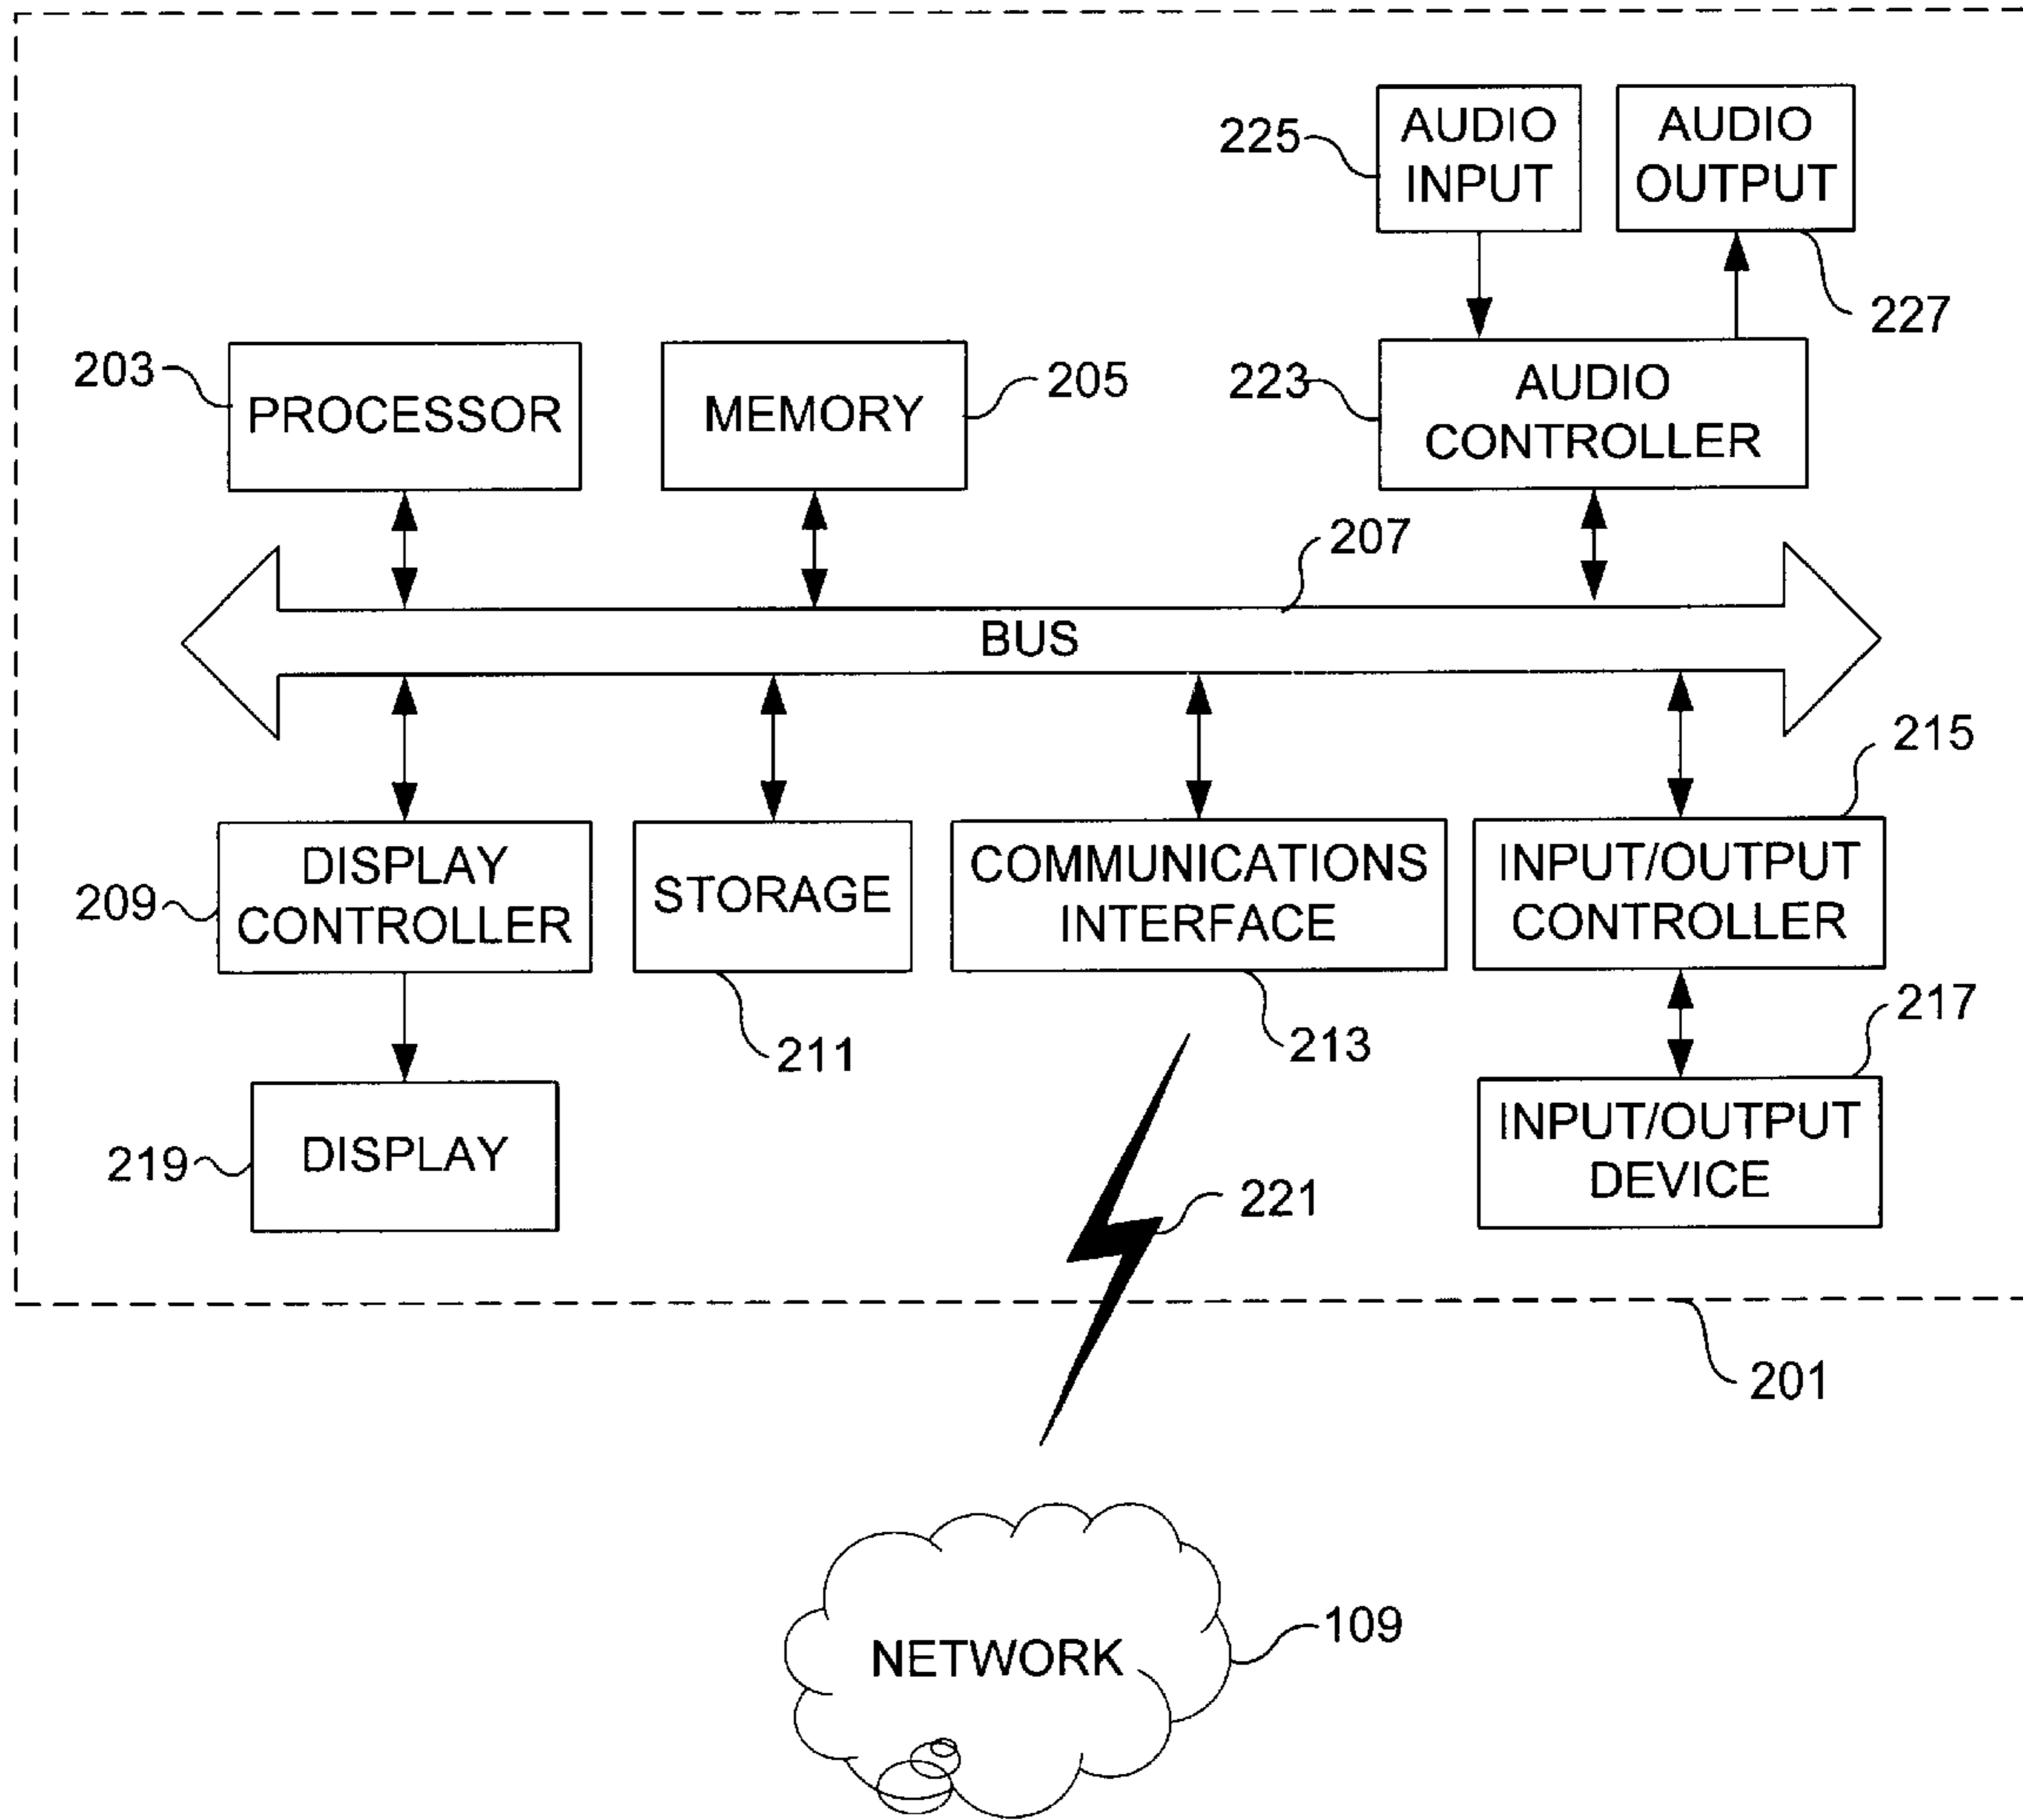 AUDIO
INPUT
225
AUDIO
OUTPUT
227
203
PROCESSOR
MEMORY
205
223
AUDIO
CONTROLLER
207
BUS
215
209
DISPLAY
CONTROLLER
STORAGE
211
COMMUNICATIONS
INTERFACE
213
INPUT/OUTPUT
CONTROLLER
217
219
DISPLAY
221
INPUT/OUTPUT
DEVICE
201
NETWORK
109